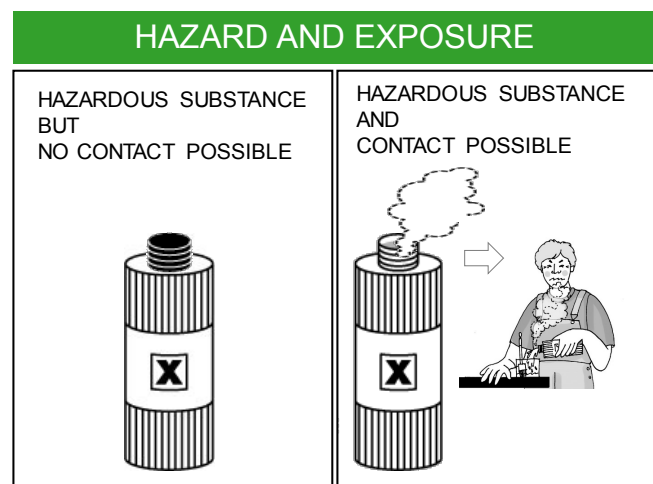 HAZARD AND EXPOSURE
HAZARDOUS SUBSTANCE
BUT
NO CONTACT POSSIBLE
X
HAZARDOUS SUBSTANCE
AND
CONTACT POSSIBLE
X